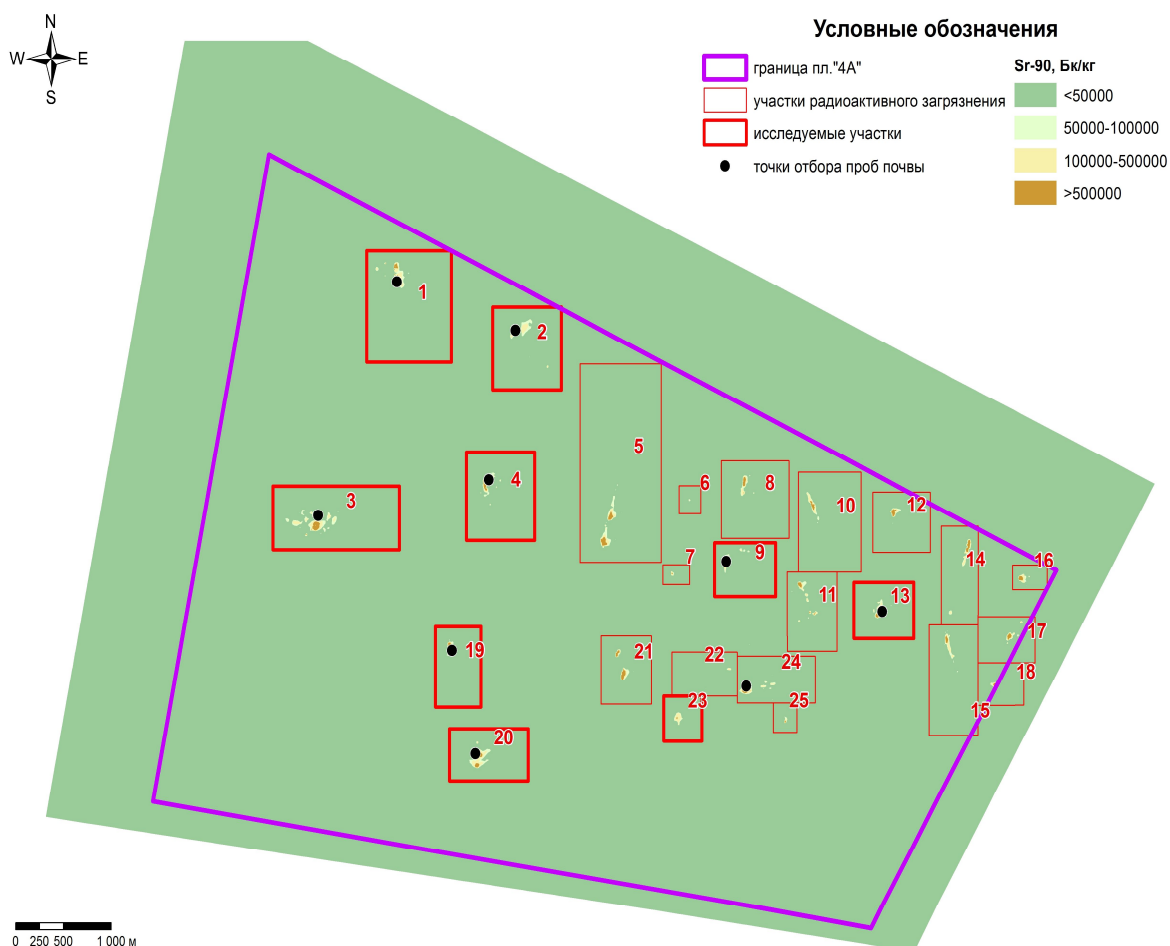 N
W E
S
Условные обозначения
граница пл."4А"
участки радиоактивного загрязнения
исследуемые участки
точки отбора проб почвы
Sr-90, Бк/кг
<50000
50000-100000
100000-500000
>500000
1
2
3
4
5
6
7
8
9
10
11
12
13
14
15
16
17
18
19
20
21
22
23
24
25
0 250 500 1 000 м